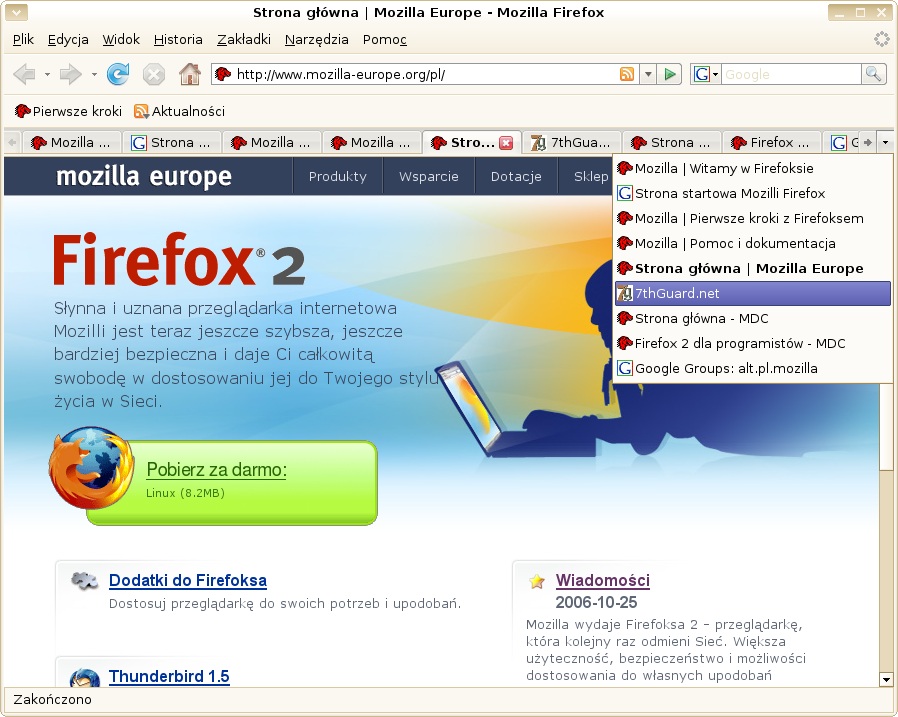 Strona główna | Mozilla Europe - Mozilla Firefox
Plik Edycja Widok Historia Zakładki Narzędzia Pomoc
http://www.mozilla-europe.org/pl/ G Google
Pierwsze kroki Aktualności
Mozilla ... G Strona ... Mozilla ... Mozilla ... Stro... 7g 7thGua... Strona ... Firefox ... G G
mozilla europe Produkty Wsparcie Dotacje Sklep
Mozilla | Witamy w Firefoksie
G Strona startowa Mozilli Firefox
Mozilla | Pierwsze kroki z Firefoksem
Mozilla | Pomoc i dokumentacja
Strona główna | Mozilla Europe
7g 7thGuard.net
Strona główna - MDC
Firefox 2 dla programistów - MDC
G Google Groups: alt.pl.mozilla
Firefox® 2
Słynna i uznana przeglądarka internetowa
Mozilli jest teraz jeszcze szybsza, jeszcze
bardziej bezpieczna i daje Ci całkowitą
swobodę w dostosowaniu jej do Twojego stylu
życia w Sieci.
Pobierz za darmo:
Linux (8.2MB)
Dodatki do Firefoksa
Dostosuj przeglądarkę do swoich potrzeb i upodobań.
Thunderbird 1.5
Wiadomości
2006-10-25
Mozilla wydaje Firefoksa 2 – przeglądarkę,
która kolejny raz odmieni Sieć. Większa
użyteczność, bezpieczeństwo i możliwości
dostosowania do własnych upodobań
Zakończono